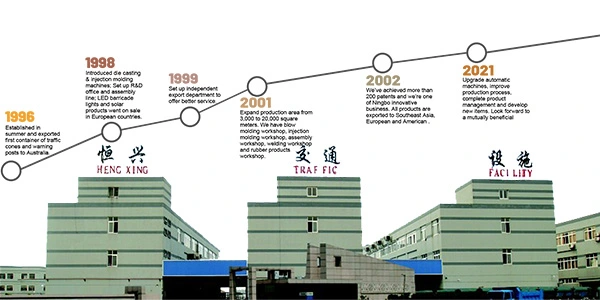 1996
Established in
summer and exported
first container of traffic
cones and warning
posts to Australia.
1998
Introduced die casting
& injection molding
machines; Set up R&D
office and assembly
line; LED barricade
lights and solar
products went on sale
in European countries.
1999
Set up independent
export department to
offer better service.
2001
Expand production area from
3,000 to 20,000 square
meters. We have blow
molding workshop, injection
molding workshop, assembly
workshop, welding workshop
and rubber products
workshop.
2002
We've achieved more than
200 patents and we're one
of Ningbo innovative
business. All products are
exported to Southeast Asia,
European and American .
2021
Upgrade automatic
machines, improve
production process,
complete product
management and develop
new items. Look forward to
a mutually beneficial
恒兴
HENG XING
交通
TRAFFIC
设施
FACILITY